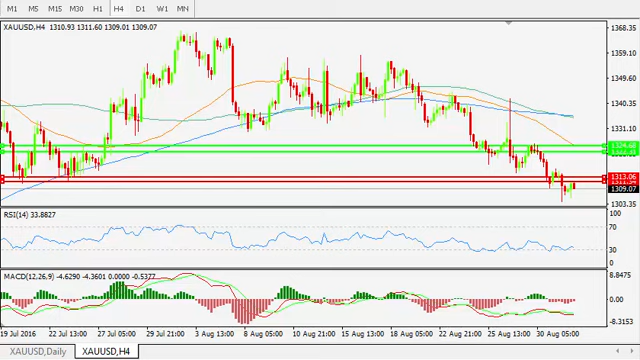 M1 M5 M15 M30 H1 H4 D1 W1 MN
XAUUSD,H4 1310.93 1311.60 1309.01 1309.07
1368.35
1359.10
1349.60
1340.35
1331.10
1324.68
1313.06
1309.07
1303.35
RSI(14) 33.8827
100
70
30
0
MACD(12,26,9) -4.6290 -4.3601 0.0000 -0.5377
8.8475
0.00
-8.3153
19 Jul 2016 22 Jul 13:00 27 Jul 05:00 29 Jul 21:00 3 Aug 13:00 8 Aug 05:00 10 Aug 21:00 15 Aug 13:00 18 Aug 05:00 22 Aug 21:00 25 Aug 13:00 30 Aug 05:00
XAUUSD,Daily XAUUSD,H4